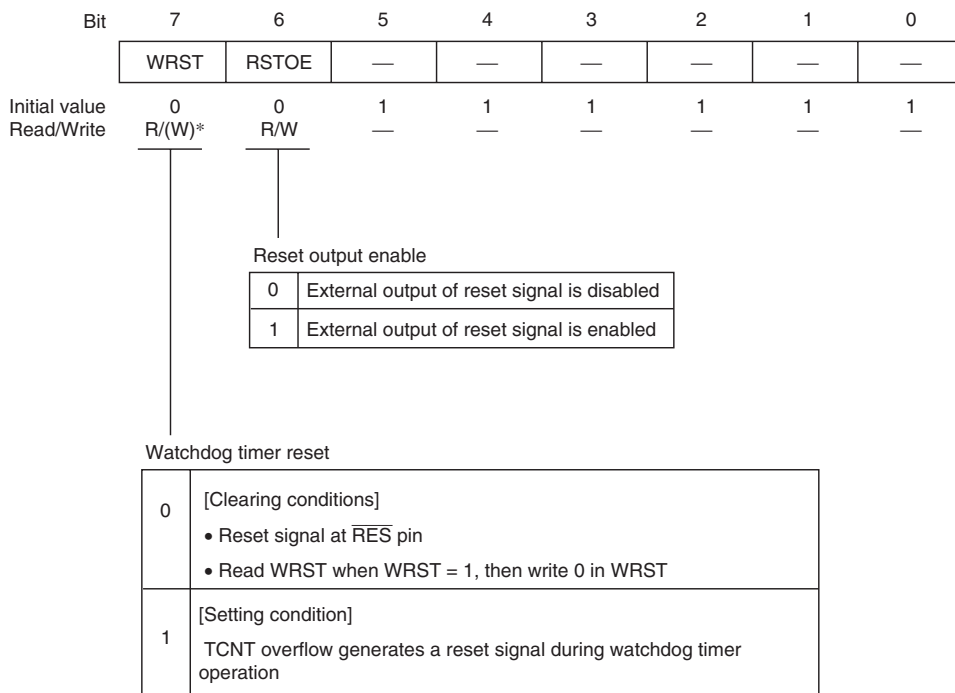 Bit 7 6 5 4 3 2 1 0
WRST RSTOE — — — — — —
Initial value 0 0 1 1 1 1 1 1
Read/Write R/(W)* R/W — — — — — —
Reset output enable
0 External output of reset signal is disabled
1 External output of reset signal is enabled
Watchdog timer reset
0 [Clearing conditions]
• Reset signal at R̅E̅S̅ pin
• Read WRST when WRST = 1, then write 0 in WRST
1 [Setting condition]
TCNT overflow generates a reset signal during watchdog timer
operation